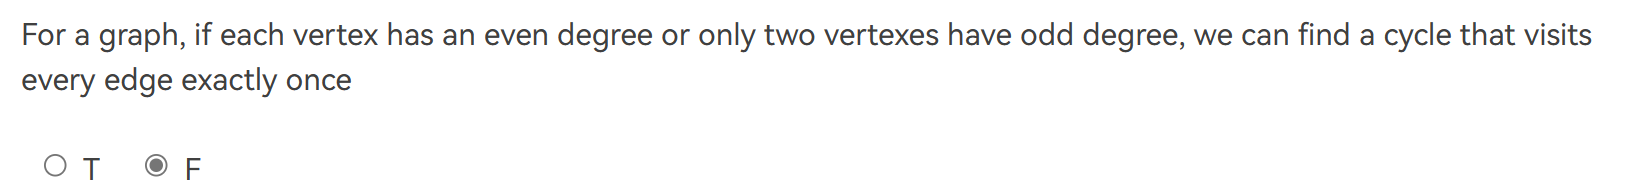 For a graph, if each vertex has an even degree or only two vertexes have odd degree, we can find a cycle that visits
every edge exactly once
T F